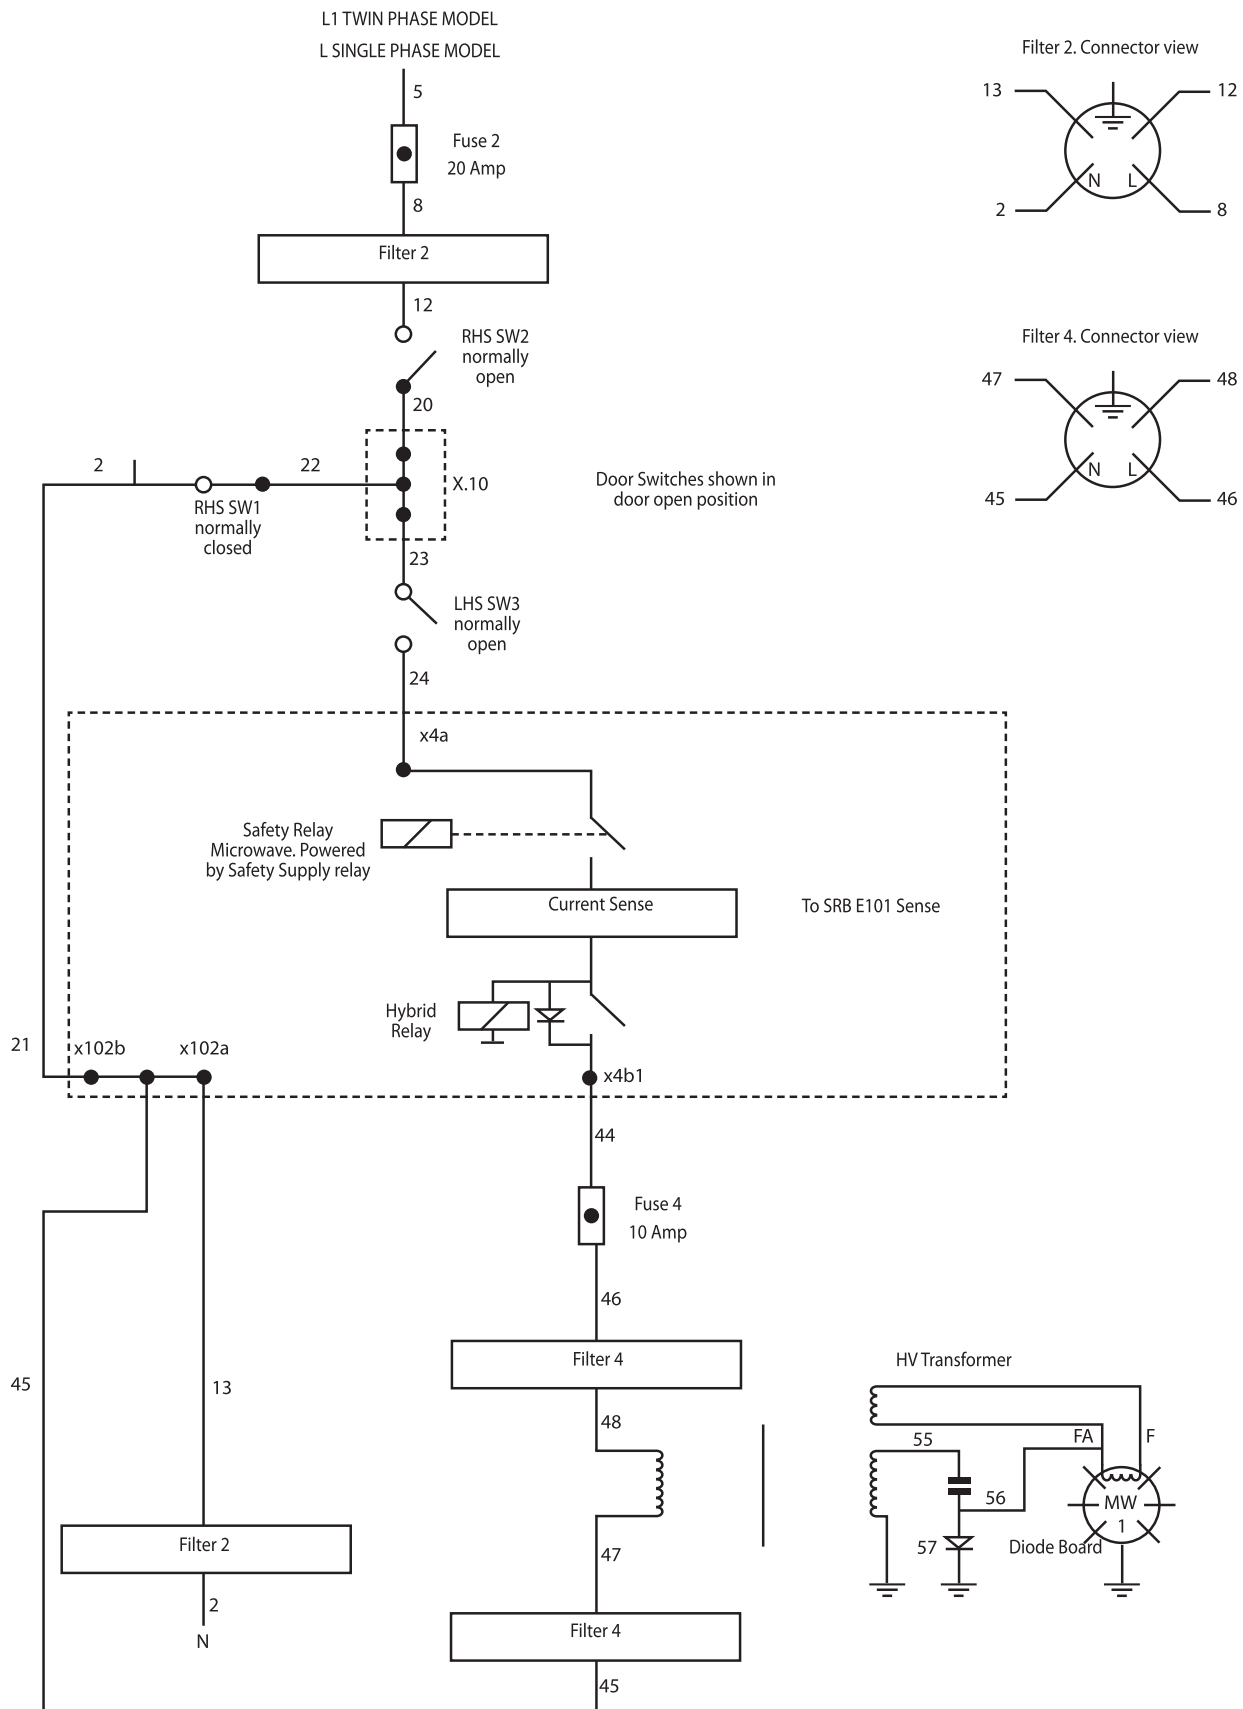 L1 TWIN PHASE MODEL
L SINGLE PHASE MODEL
5
Fuse 2
20 Amp
8
Filter 2
12
RHS SW2
normally
open
20
2
22
X.10
RHS SW1
normally
closed
23
Door Switches shown in
door open position
LHS SW3
normally
open
24
Filter 2. Connector view
13
12
N
L
2
8
Filter 4. Connector view
47
48
N
L
45
46
x4a
Safety Relay
Microwave. Powered
by Safety Supply relay
Current Sense
To SRB E101 Sense
Hybrid
Relay
21
x102b
x102a
x4b1
44
Fuse 4
10 Amp
46
Filter 4
45
13
48
HV Transformer
55
FA
F
56
MW
1
57
Diode Board
Filter 2
47
2
N
Filter 4
45